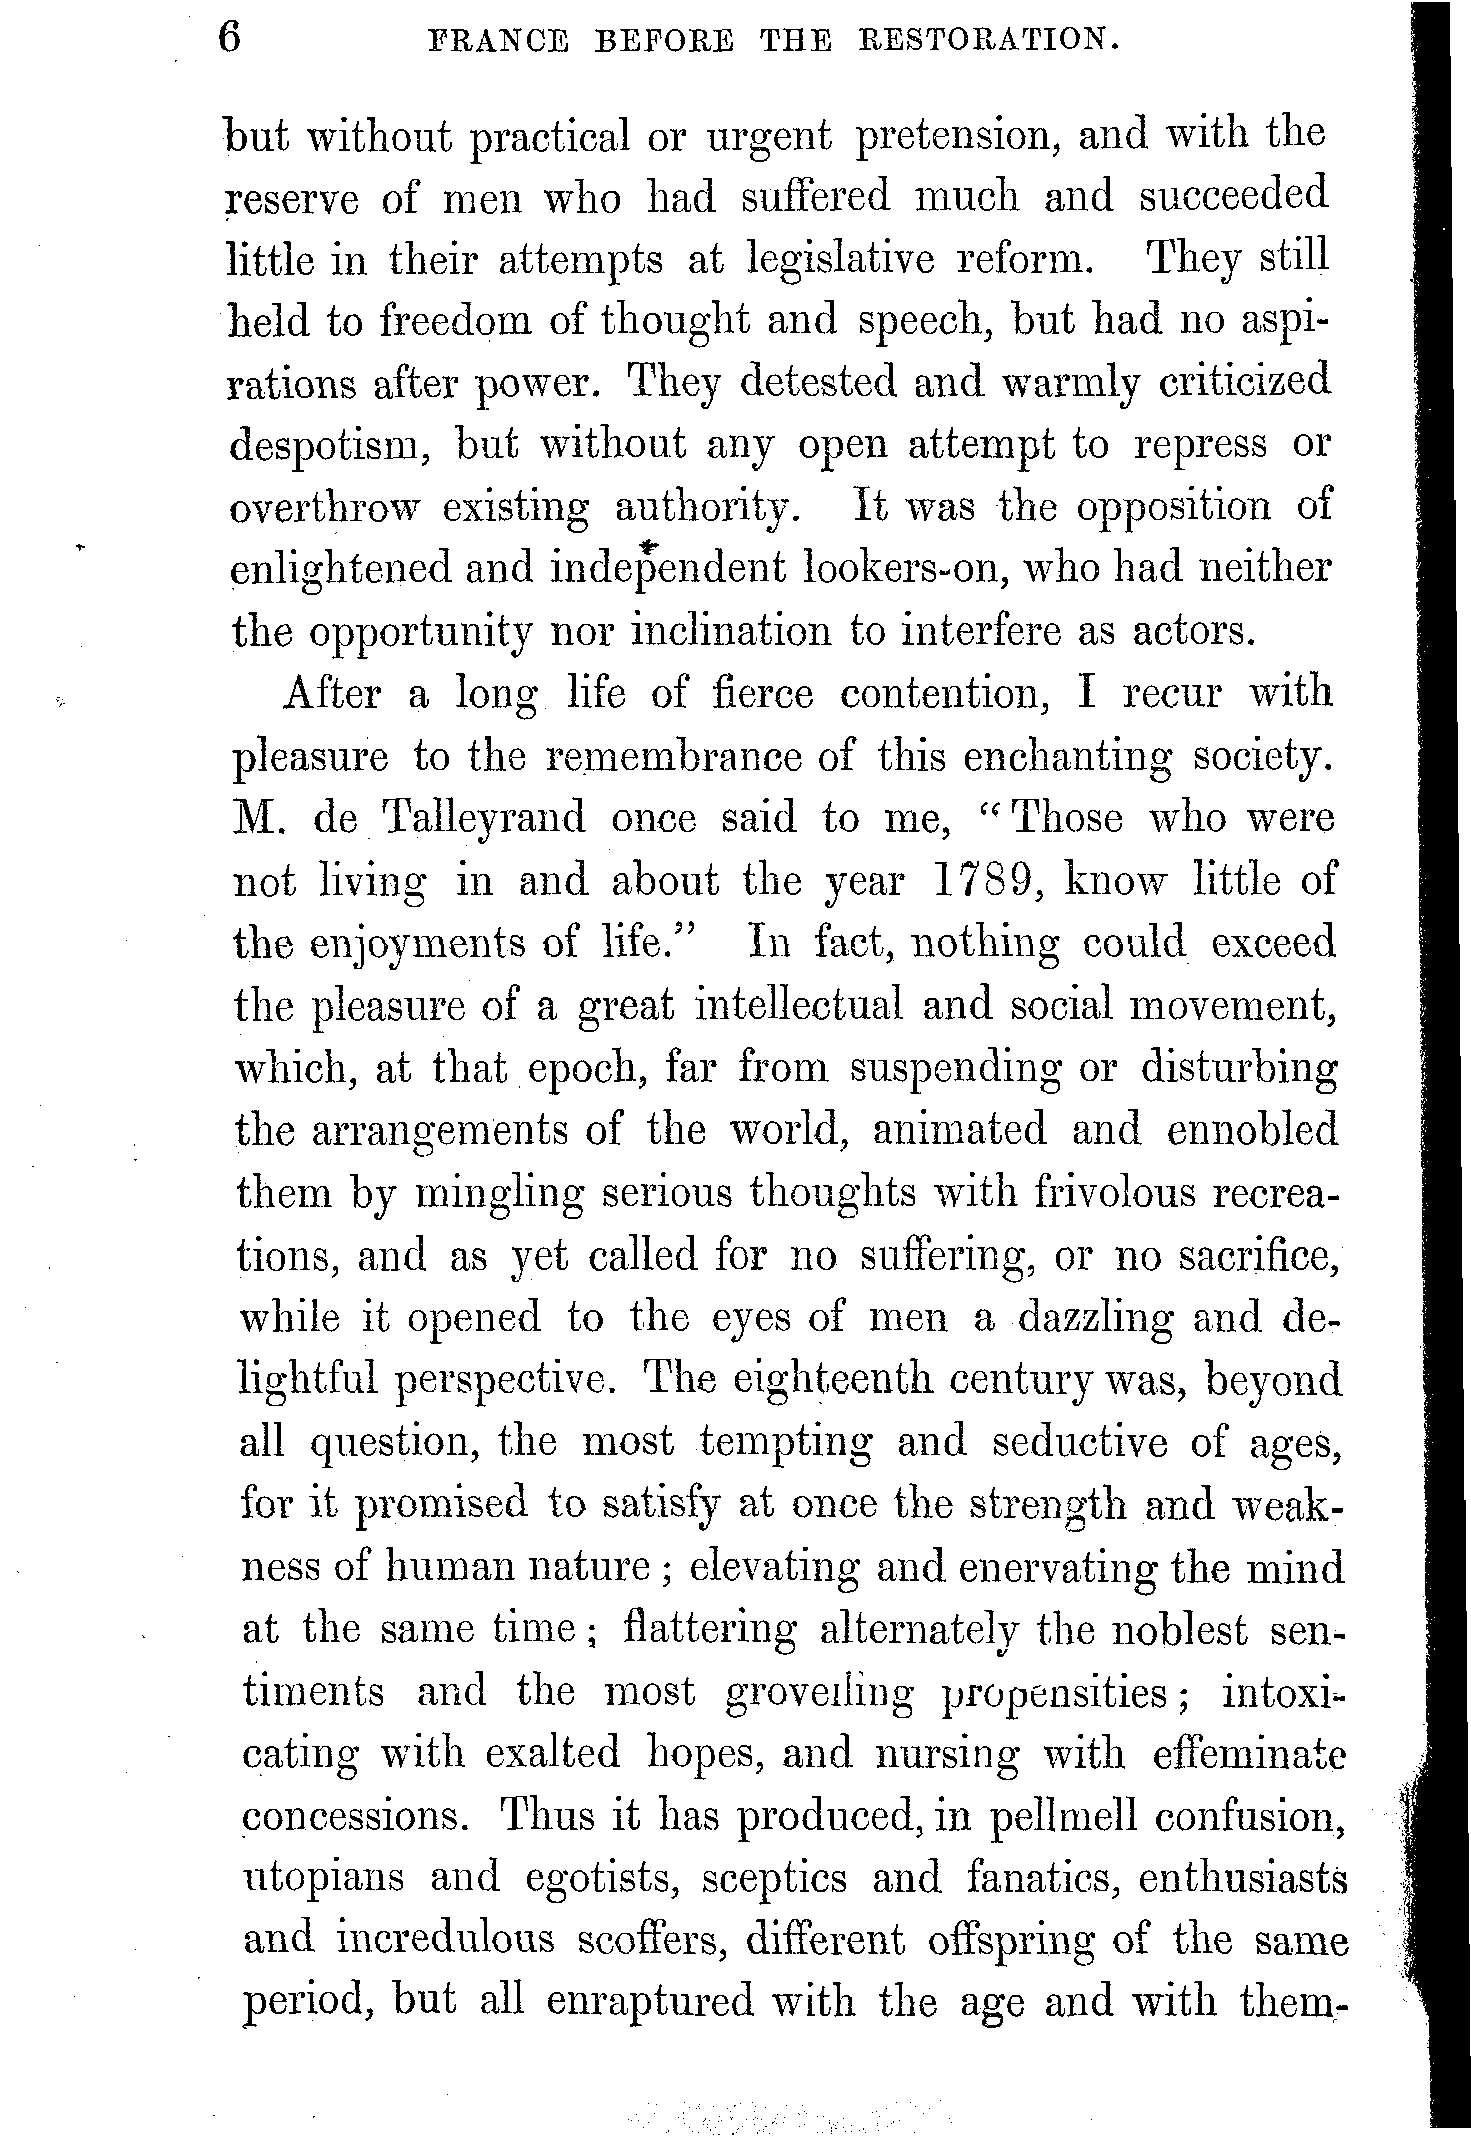 6 FRANCE BEFORE THE RESTORATION.
but without practical or urgent pretension, and with the
reserve of men who had suffered much and succeeded
little in their attempts at legislative reform. They still
held to freedom of thought and speech, but had no aspi-
rations after power. They detested and warmly criticized
despotism, but without any open attempt to repress or
overthrow existing authority. It was the opposition of
enlightened and independent lookers-on, who had neither
the opportunity nor inclination to interfere as actors.
After a long life of fierce contention, I recur with
pleasure to the remembrance of this enchanting society.
M. de Talleyrand once said to me, “Those who were
not living in and about the year 1789, know little of
the enjoyments of life.” In fact, nothing could exceed
the pleasure of a great intellectual and social movement,
which, at that epoch, far from suspending or disturbing
the arrangements of the world, animated and ennobled
them by mingling serious thoughts with frivolous recrea-
tions, and as yet called for no suffering, or no sacrifice,
while it opened to the eyes of men a dazzling and de-
lightful perspective. The eighteenth century was, beyond
all question, the most tempting and seductive of ages,
for it promised to satisfy at once the strength and weak-
ness of human nature ; elevating and enervating the mind
at the same time ; flattering alternately the noblest sen-
timents and the most grovelling propensities ; intoxi-
cating with exalted hopes, and nursing with effeminate
concessions. Thus it has produced, in pellmell confusion,
utopians and egotists, sceptics and fanatics, enthusiasts
and incredulous scoffers, different offspring of the same
period, but all enraptured with the age and with them-